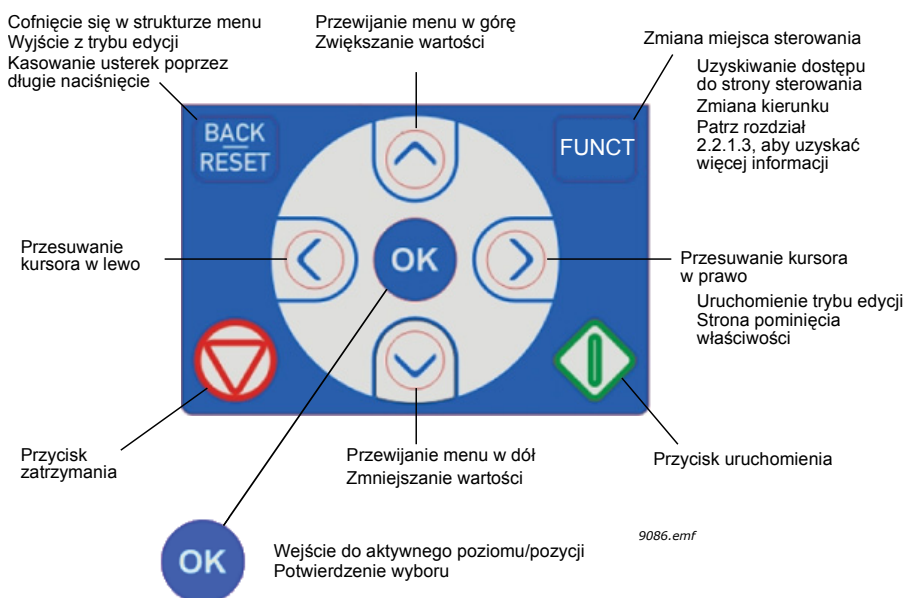 Cofnięcie się w strukturze menu
Wyjście z trybu edycji
Kasowanie usterek poprzez
długie naciśnięcie
Przewijanie menu w górę
Zwiększanie wartości
Zmiana miejsca sterowania
Uzyskiwanie dostępu
do strony sterowania
Zmiana kierunku
Patrz rozdział
2.2.1.3, aby uzyskać
więcej informacji
BACK
RESET
FUNCT
Przesuwanie
kursora w lewo
OK
Przesuwanie kursora
w prawo
Uruchomienie trybu edycji
Strona pominięcia
właściwości
Przycisk
zatrzymania
Przewijanie menu w dół
Zmniejszanie wartości
Przycisk uruchomienia
OK
Wejście do aktywnego poziomu/pozycji
Potwierdzenie wyboru
9086.emf